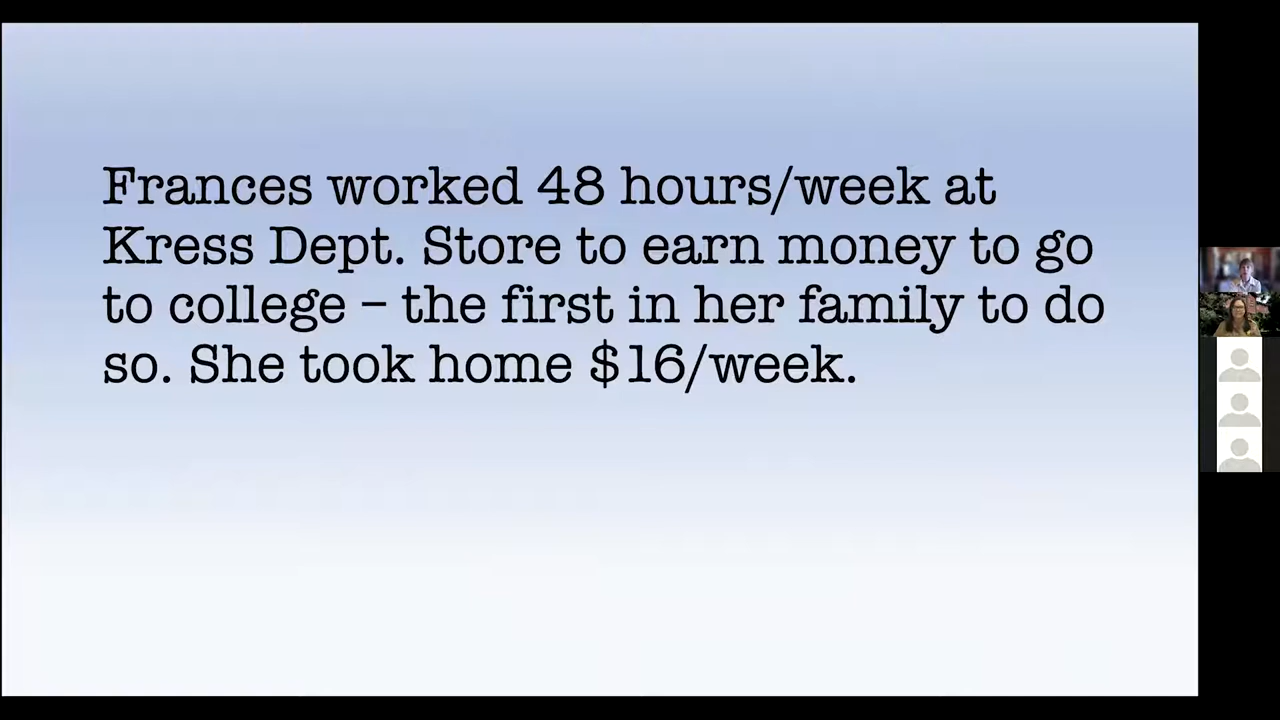 Frances worked 48 hours/week at
Kress Dept. Store to earn money to go
to college – the first in her family to do
so. She took home $16/week.